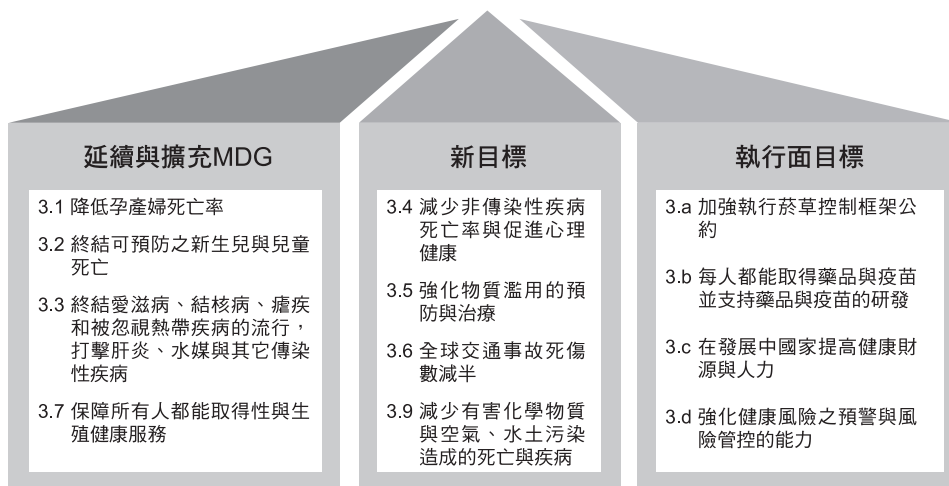 延續與擴充MDG
3.1 降低孕產婦死亡率
3.2 終結可預防之新生兒與兒童
死亡
3.3 終結愛滋病、結核病、瘧疾
和被忽視熱帶疾病的流行，
打擊肝炎、水媒與其它傳染
性疾病
3.7 保障所有人都能取得性與生
殖健康服務
新目標
3.4 減少非傳染性疾病
死亡率與促進心理
健康
3.5 強化物質濫用的預
防與治療
3.6 全球交通事故死傷
數減半
3.9 減少有害化學物質
與空氣、水土污染
造成的死亡與疾病
執行面目標
3.a 加強執行菸草控制框架公
約
3.b 每人都能取得藥品與疫苗
並支持藥品與疫苗的研發
3.c 在發展中國家提高健康財
源與人力
3.d 強化健康風險之預警與風
險管控的能力